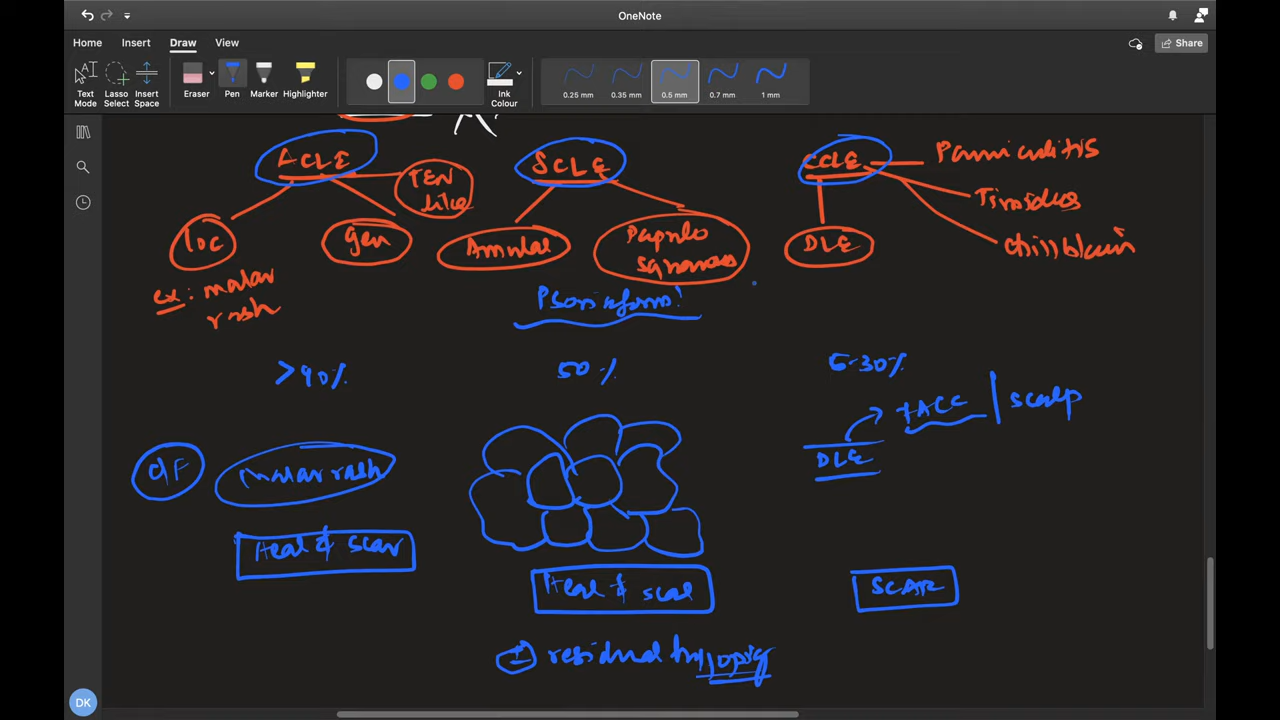 OneNote
Home Insert Draw View
Share
Text Mode
Lasso Select
Insert Space
Eraser
Pen
Marker
Highlighter
Ink Colour
0.25 mm
0.35 mm
0.5 mm
0.7 mm
1 mm
ACLE
TEN like
loc
gen
ex: malar rash
SCLE
Annular
Papulo squamous
Psoriasiform!
CCLE
Panniculitis
Tumidus
chillblain
DLE
>90%
50%
5-30%
DLE
FACE | scalp
malar rash
Heal & scar
Heal & scar
SCAR
± residual hypopig
DK